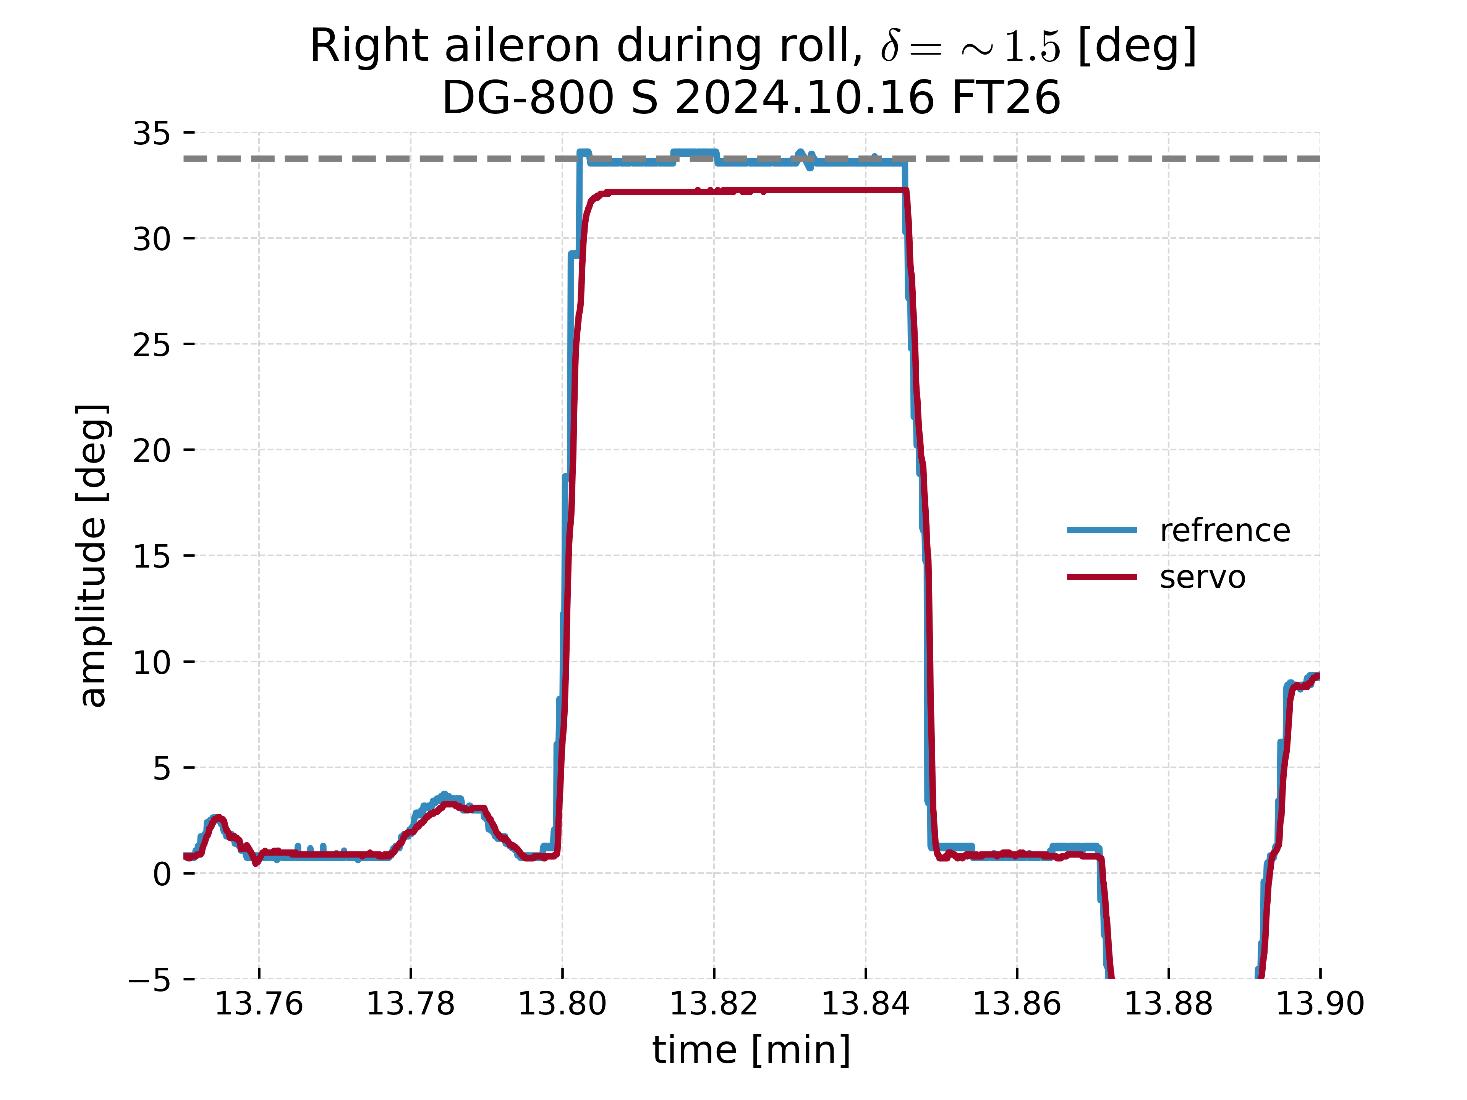 Right aileron during roll, δ = ∼ 1.5 [deg]
DG-800 S 2024.10.16 FT26
35
30
25
20
15
10
5
0
−5
amplitude [deg]
refrence
servo
13.76 13.78 13.80 13.82 13.84 13.86 13.88 13.90
time [min]